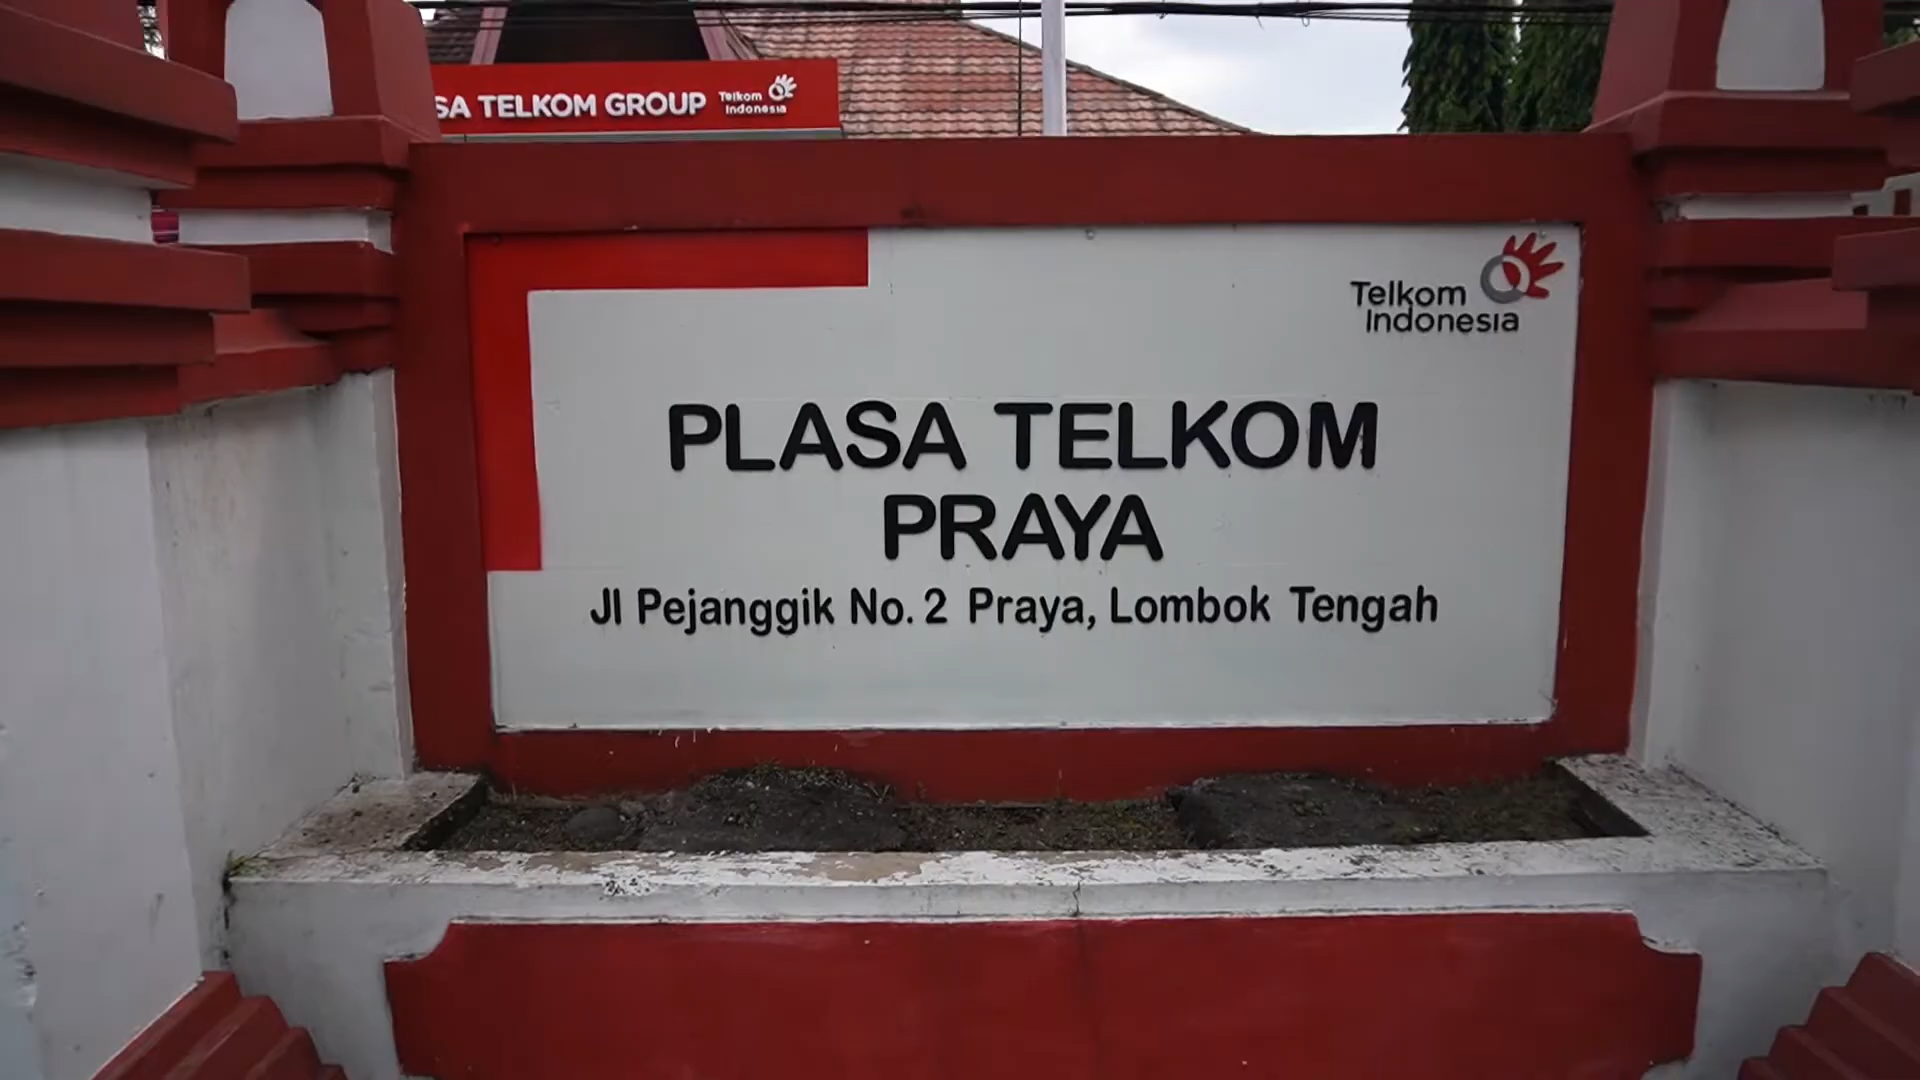 SA TELKOM GROUP
Telkom
Indonesia
Telkom
Indonesia
PLASA TELKOM
PRAYA
Jl Pejanggik No. 2 Praya, Lombok Tengah